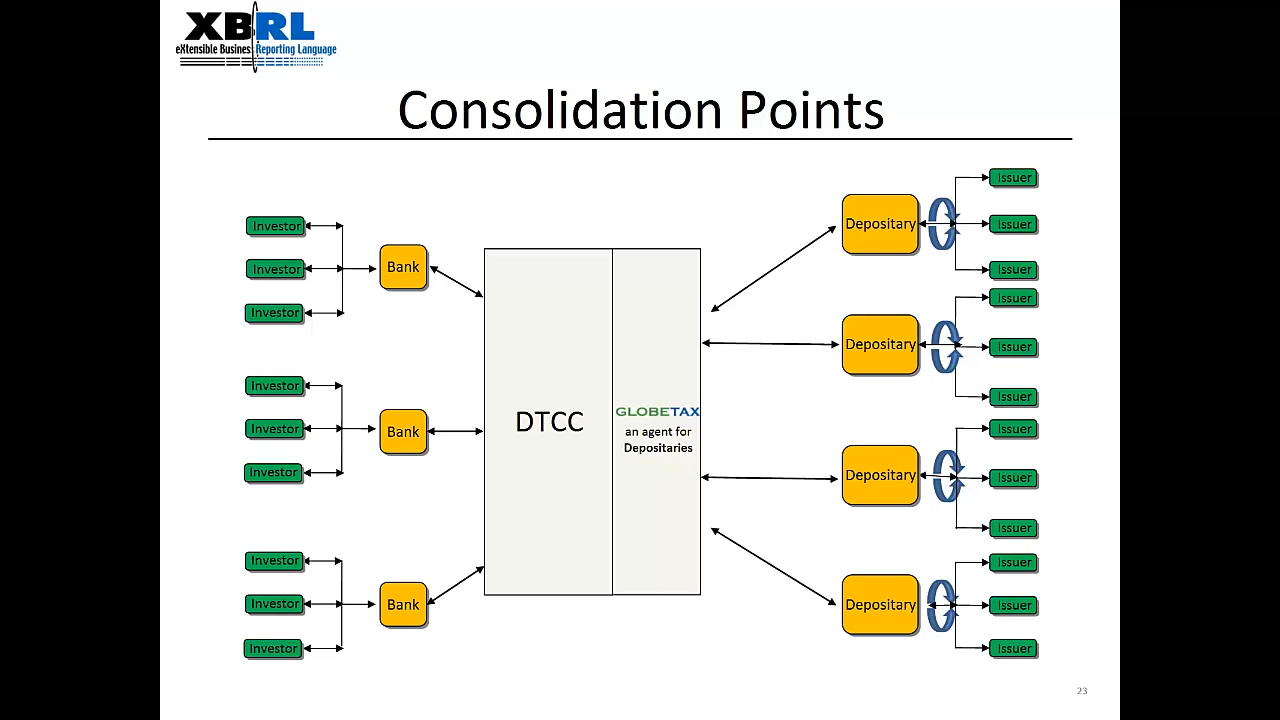 XBRL
eXtensible Business Reporting Language
Consolidation Points
Investor
Investor
Investor
Bank
Investor
Investor
Investor
Bank
Investor
Investor
Investor
Bank
DTCC
GLOBETAX
an agent for
Depositaries
Depositary
Issuer
Issuer
Issuer
Depositary
Issuer
Issuer
Issuer
Depositary
Issuer
Issuer
Issuer
Depositary
Issuer
Issuer
Issuer
23